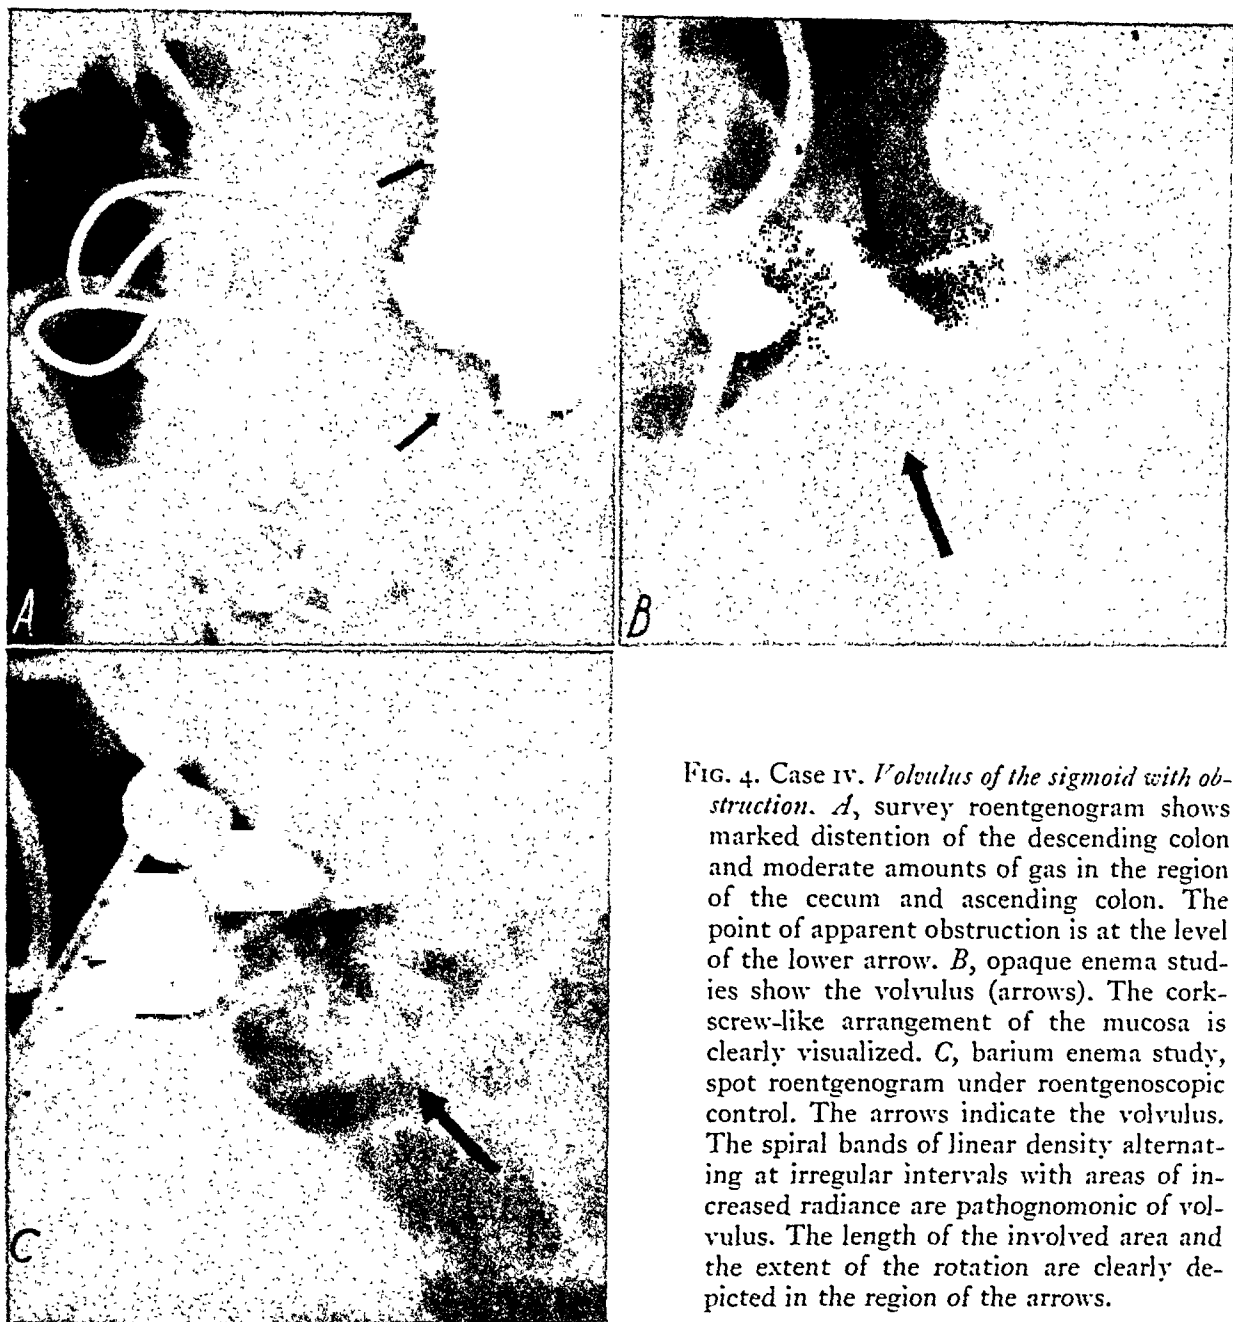 A
B
C
FIG. 4. Case IV. Volvulus of the sigmoid with ob-
struction. A, survey roentgenogram shows
marked distention of the descending colon
and moderate amounts of gas in the region
of the cecum and ascending colon. The
point of apparent obstruction is at the level
of the lower arrow. B, opaque enema stud-
ies show the volvulus (arrows). The cork-
screw-like arrangement of the mucosa is
clearly visualized. C, barium enema study,
spot roentgenogram under roentgenoscopic
control. The arrows indicate the volvulus.
The spiral bands of linear density alternat-
ing at irregular intervals with areas of in-
creased radiance are pathognomonic of vol-
vulus. The length of the involved area and
the extent of the rotation are clearly de-
picted in the region of the arrows.